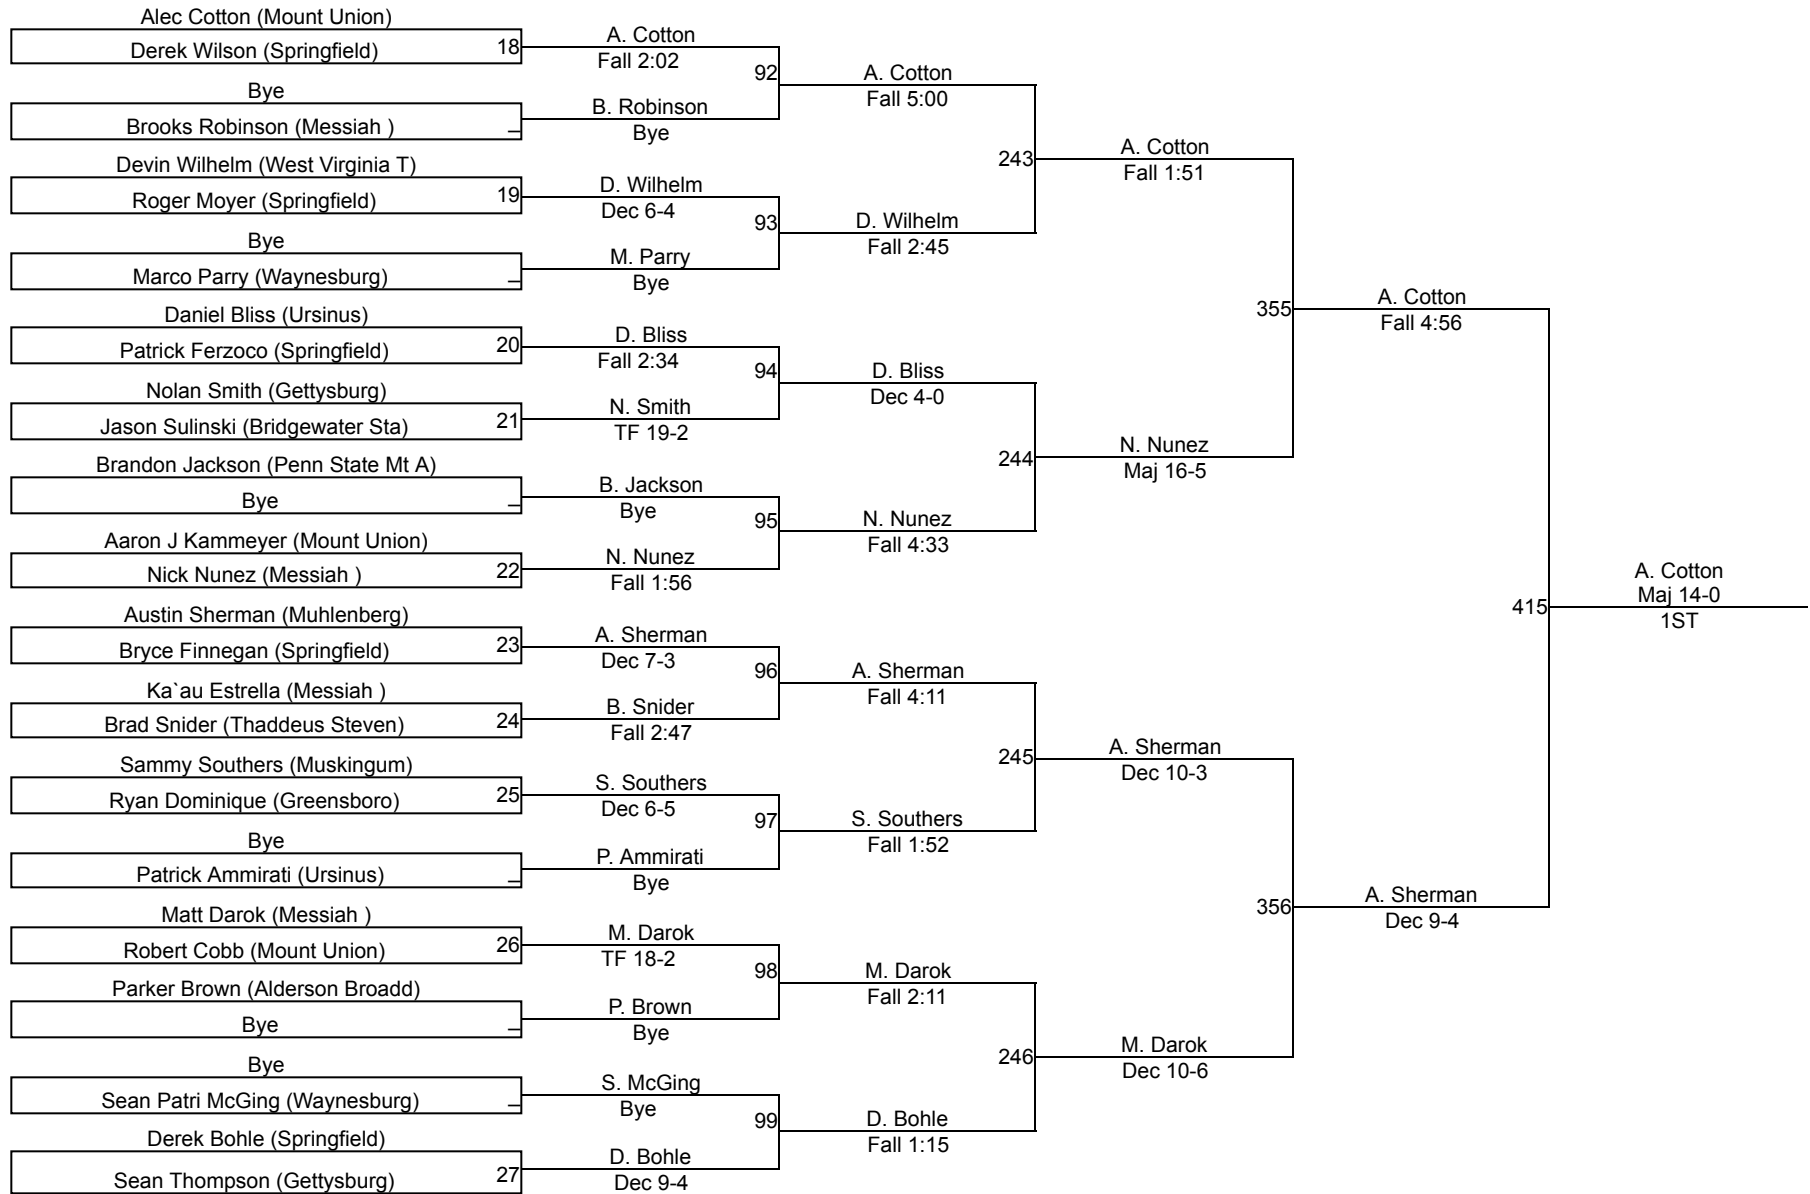 Alec Cotton (Mount Union)
Derek Wilson (Springfield) 18
Bye
Brooks Robinson (Messiah ) _
Devin Wilhelm (West Virginia T)
Roger Moyer (Springfield) 19
Bye
Marco Parry (Waynesburg) _
Daniel Bliss (Ursinus)
Patrick Ferzoco (Springfield) 20
Nolan Smith (Gettysburg)
Jason Sulinski (Bridgewater Sta) 21
Brandon Jackson (Penn State Mt A)
Bye _
Aaron J Kammeyer (Mount Union)
Nick Nunez (Messiah ) 22
Austin Sherman (Muhlenberg)
Bryce Finnegan (Springfield) 23
Ka`au Estrella (Messiah )
Brad Snider (Thaddeus Steven) 24
Sammy Southers (Muskingum)
Ryan Dominique (Greensboro) 25
Bye
Patrick Ammirati (Ursinus) _
Matt Darok (Messiah )
Robert Cobb (Mount Union) 26
Parker Brown (Alderson Broadd)
Bye _
Bye
Sean Patri McGing (Waynesburg) _
Derek Bohle (Springfield)
Sean Thompson (Gettysburg) 27
A. Cotton
Fall 2:02
92
B. Robinson
Bye
D. Wilhelm
Dec 6-4
93
M. Parry
Bye
D. Bliss
Fall 2:34
94
N. Smith
TF 19-2
B. Jackson
Bye
95
N. Nunez
Fall 1:56
A. Sherman
Dec 7-3
96
B. Snider
Fall 2:47
S. Southers
Dec 6-5
97
P. Ammirati
Bye
M. Darok
TF 18-2
98
P. Brown
Bye
S. McGing
Bye
99
D. Bohle
Dec 9-4
A. Cotton
Fall 5:00
243
D. Wilhelm
Fall 2:45
D. Bliss
Dec 4-0
244
N. Nunez
Fall 4:33
A. Sherman
Fall 4:11
245
S. Southers
Fall 1:52
M. Darok
Fall 2:11
246
D. Bohle
Fall 1:15
A. Cotton
Fall 1:51
355
N. Nunez
Maj 16-5
A. Sherman
Dec 10-3
356
M. Darok
Dec 10-6
A. Cotton
Fall 4:56
415
A. Sherman
Dec 9-4
A. Cotton
Maj 14-0
1ST